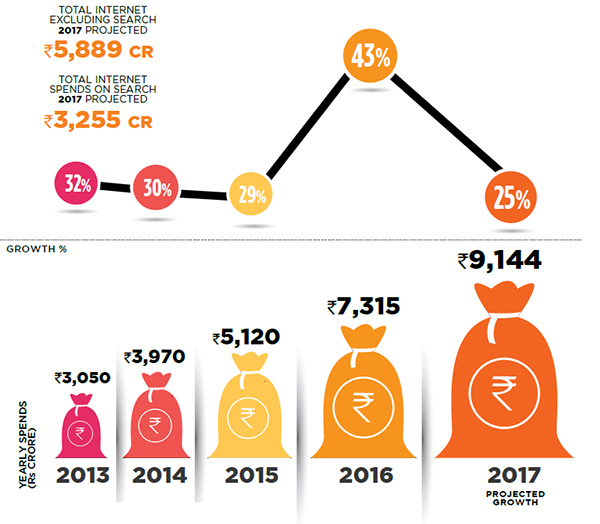 TOTAL INTERNET
EXCLUDING SEARCH
2017 PROJECTED
₹5,889 CR
TOTAL INTERNET
SPENDS ON SEARCH
2017 PROJECTED
₹3,255 CR
32%
30%
29%
43%
25%
GROWTH %
₹3,050
₹3,970
₹5,120
₹7,315
₹9,144
₹
₹
₹
₹
₹
YEARLY SPENDS
(Rs CRORE)
2013
2014
2015
2016
2017
PROJECTED
GROWTH